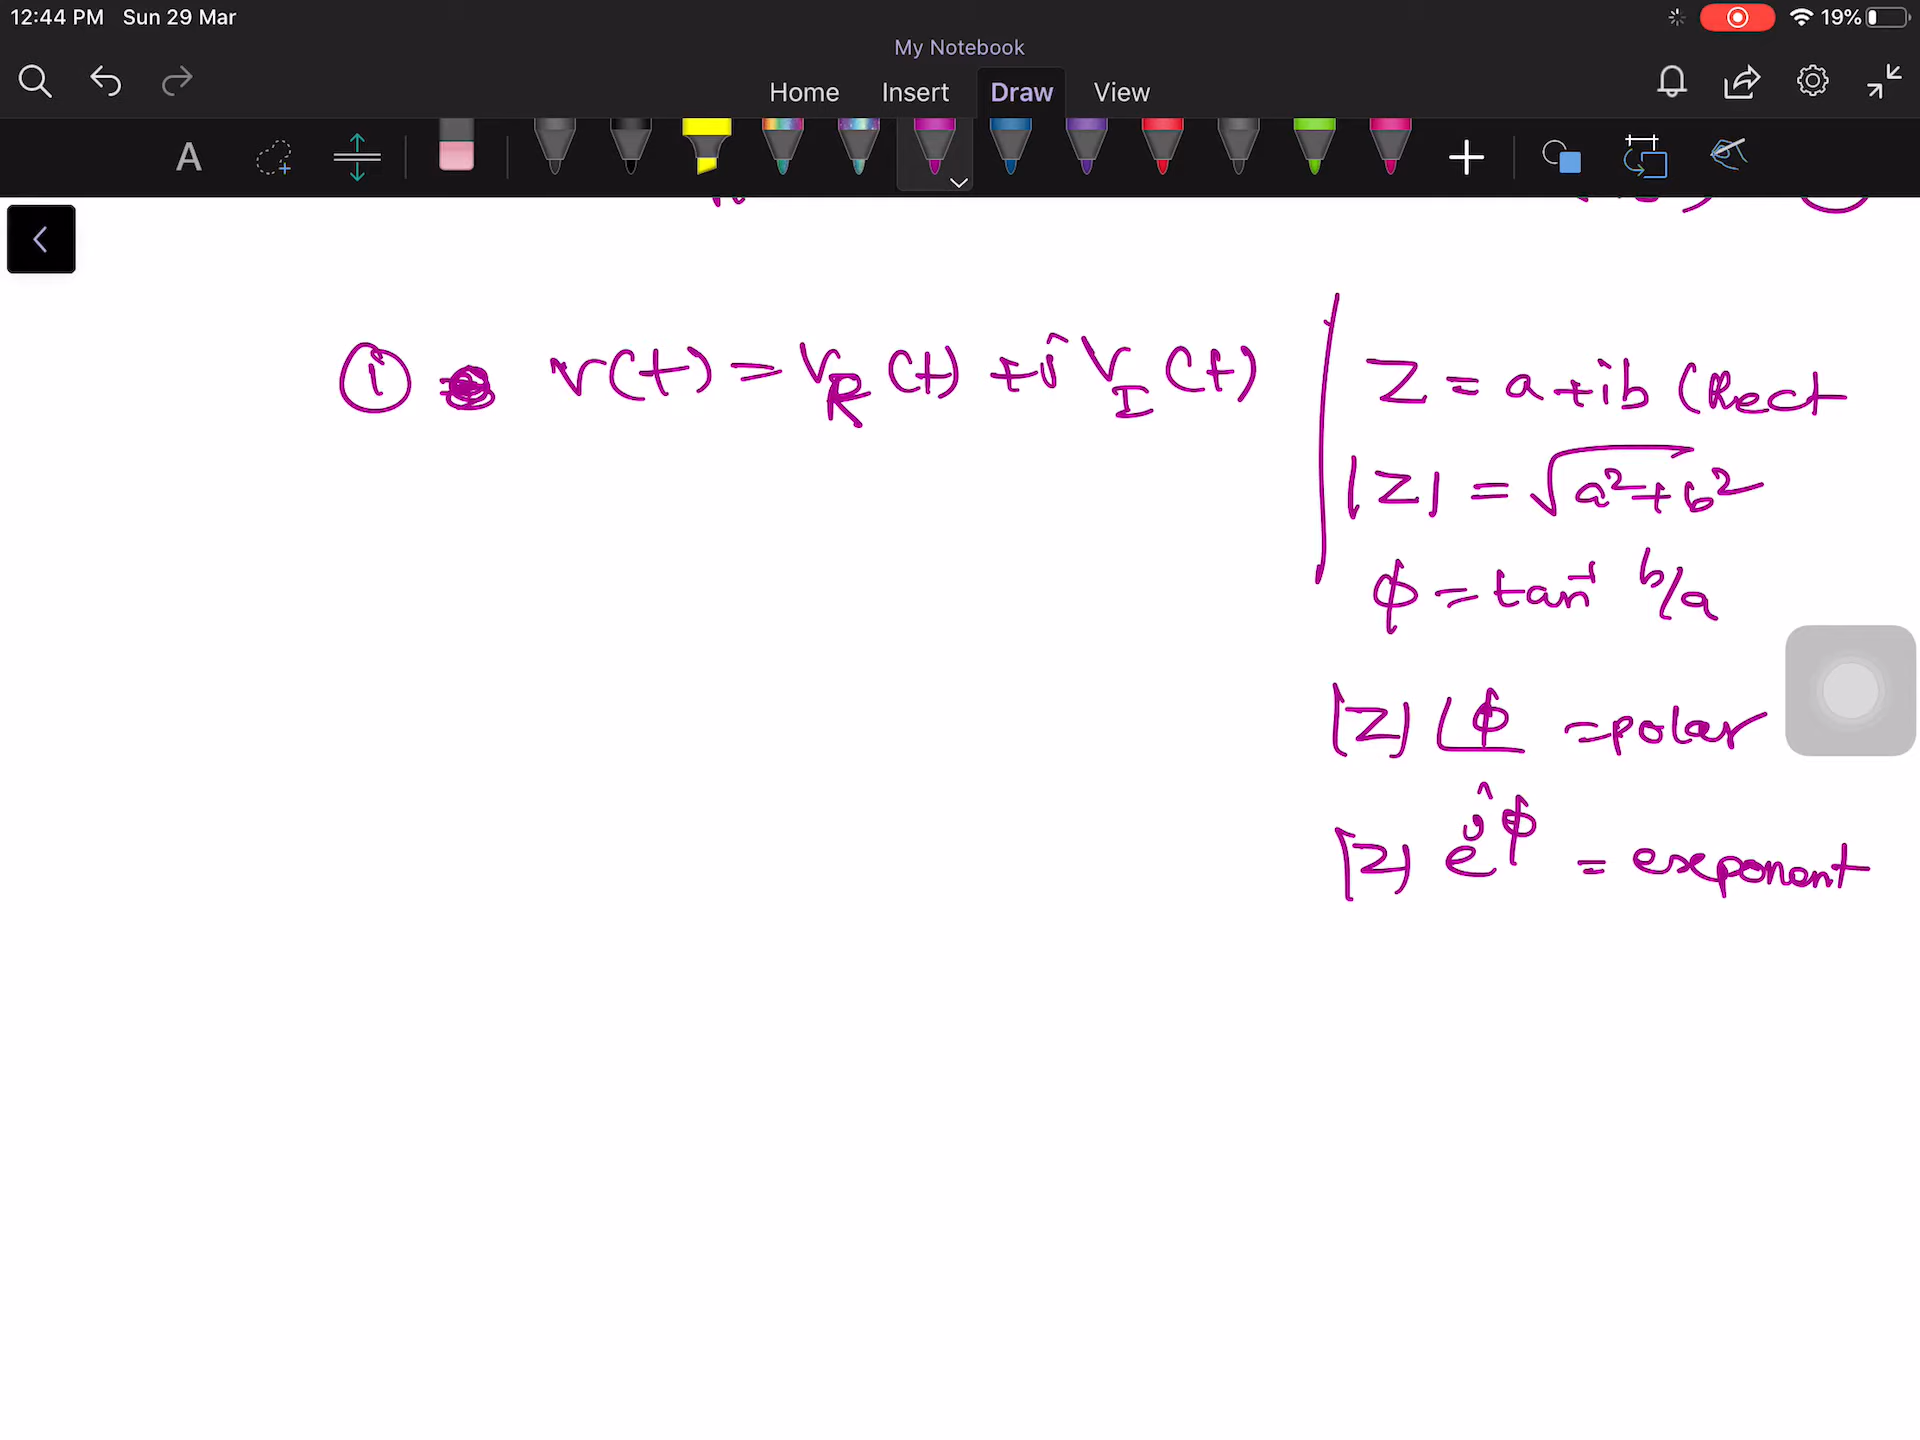 12:44 PM Sun 29 Mar 19%
My Notebook
Home Insert Draw View
A
① v(t) = V_R(t) + i V_I(t)
Z = a + ib (Rect
|Z| = √a²+b²
ϕ = tan⁻¹ b/a
|Z| ∠ϕ = polar
|Z| e^iϕ = exponent